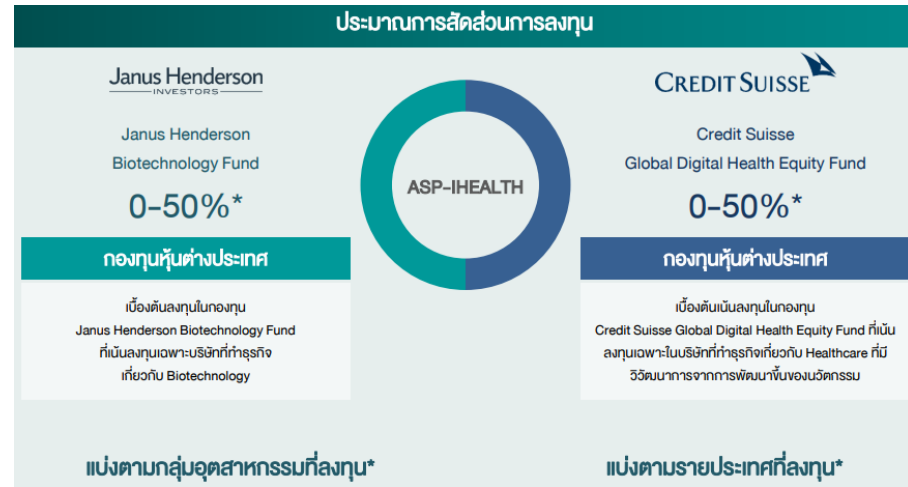 ประมาณการสัดส่วนการลงทุน
Janus Henderson
INVESTORS
Janus Henderson
Biotechnology Fund
0-50%*
กองทุนหุ้นต่างประเทศ
เบื้องต้นลงทุนในกองทุน
Janus Henderson Biotechnology Fund
ที่เน้นลงทุนเฉพาะบริษัทที่ทำธุรกิจ
เกี่ยวกับ Biotechnology
ASP-IHEALTH
CREDIT SUISSE
Credit Suisse
Global Digital Health Equity Fund
0-50%*
กองทุนหุ้นต่างประเทศ
เบื้องต้นเน้นลงทุนในกองทุน
Credit Suisse Global Digital Health Equity Fund ที่เน้น
ลงทุนเฉพาะในบริษัทที่ทำธุรกิจเกี่ยวกับ Healthcare ที่มี
วิวัฒนาการจากการพัฒนาขึ้นของนวัตกรรม
แบ่งตามกลุ่มอุตสาหกรรมที่ลงทุน*
แบ่งตามรายประเทศที่ลงทุน*